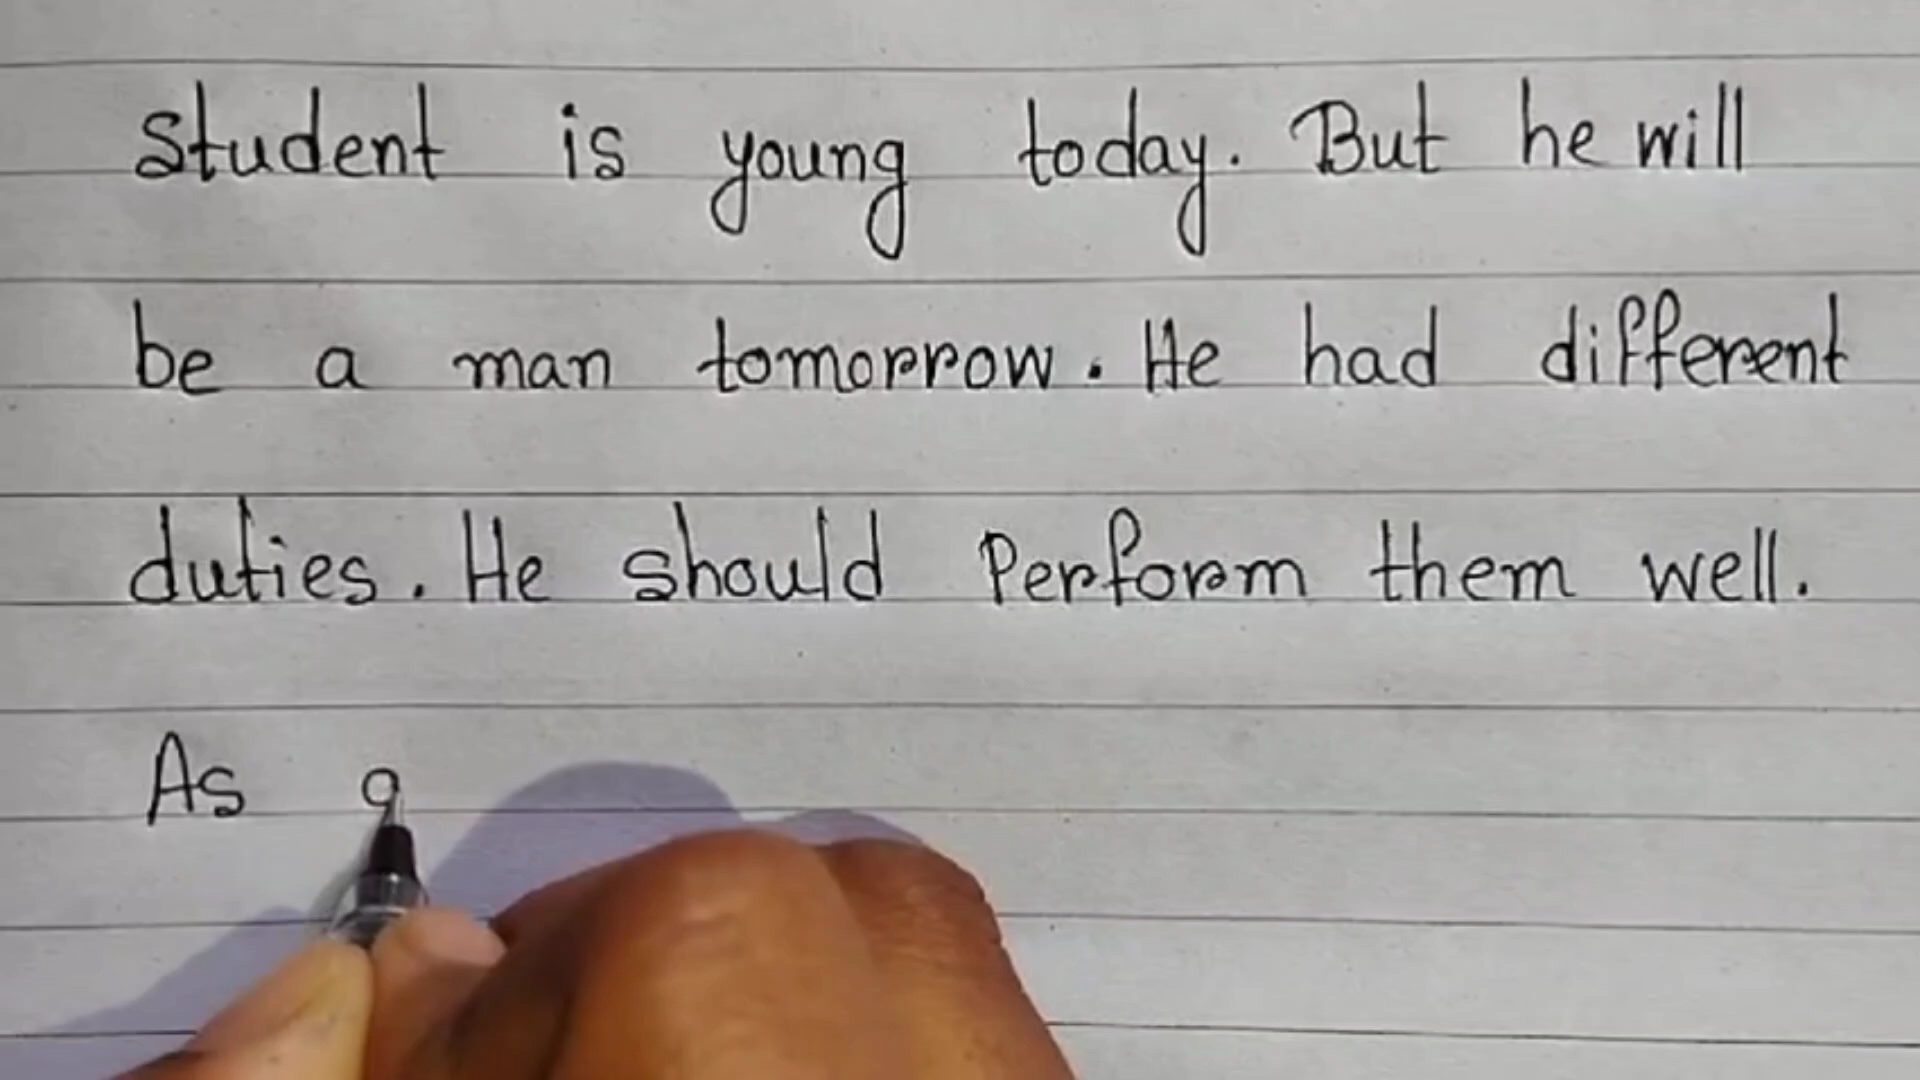 Student is young today. But he will
be a man tomorrow. He had different
duties. He should Perform them well.
As a